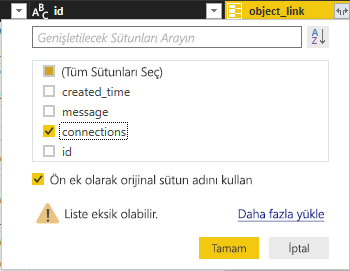 ABC id object_link
Genişletilecek Sütunları Arayın
A
Z
(Tüm Sütunları Seç)
created_time
message
connections
id
Ön ek olarak orijinal sütun adını kullan
Liste eksik olabilir. Daha fazla yükle
Tamam İptal